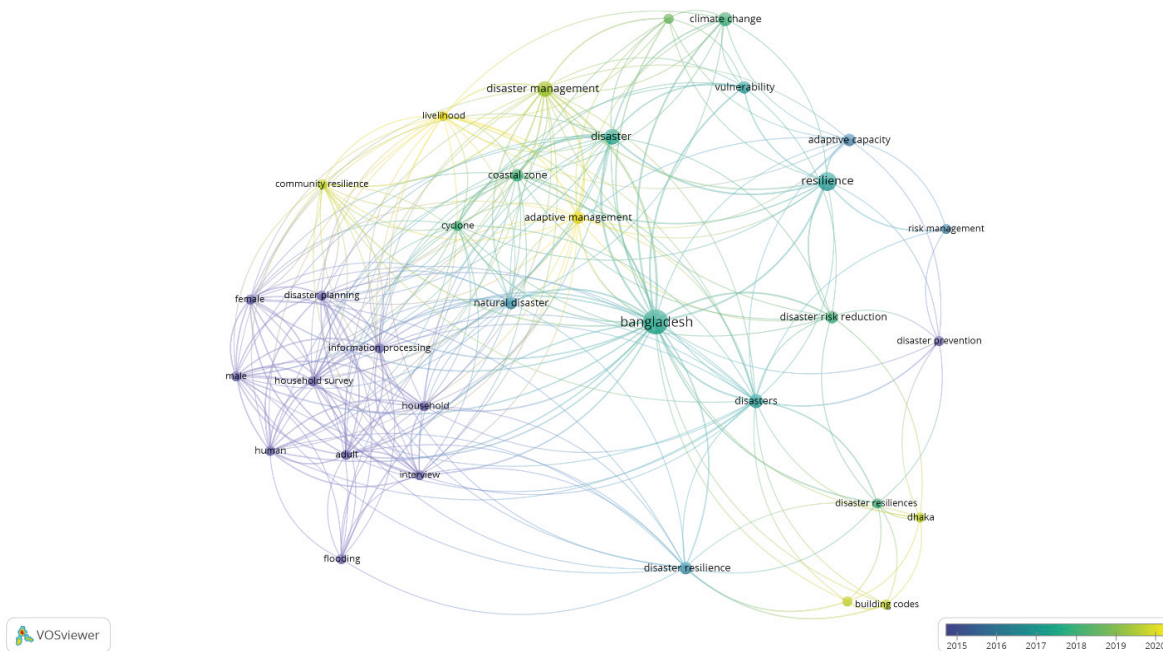 climate change
disaster management
vulnerability
livelihood
disaster
adaptive capacity
coastal zone
resilience
community resilience
adaptive management
cyclone
risk management
female
disaster planning
natural disaster
bangladesh
disaster risk reduction
information processing
disaster prevention
male
household survey
household
disasters
human
adult
interview
disaster resiliences
dhaka
flooding
disaster resilience
building codes
VOSviewer
2015 2016 2017 2018 2019 2020